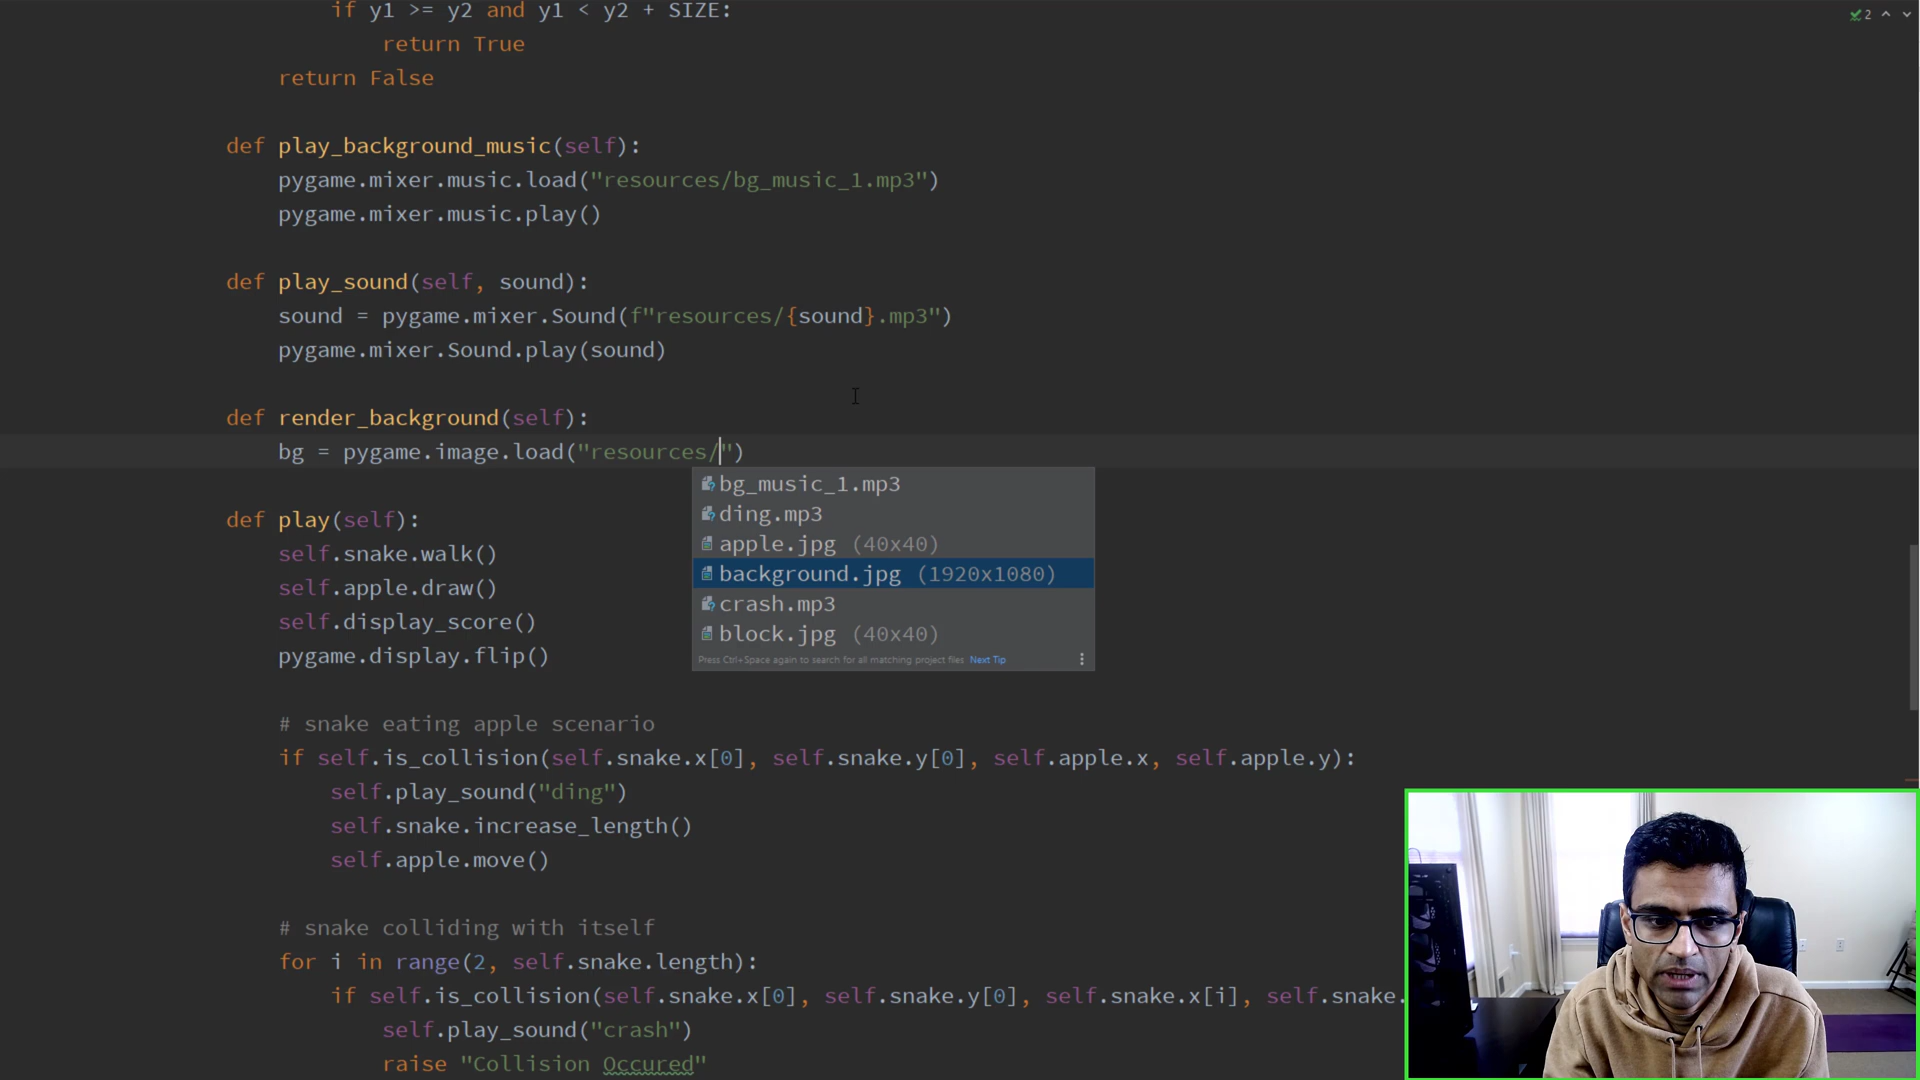 if y1 >= y2 and y1 < y2 + SIZE:
2
return True
return False
def play_background_music(self):
pygame.mixer.music.load("resources/bg_music_1.mp3")
pygame.mixer.music.play()
def play_sound(self, sound):
sound = pygame.mixer.Sound(f"resources/{sound}.mp3")
pygame.mixer.Sound.play(sound)
def render_background(self):
bg = pygame.image.load("resources/")
bg_music_1.mp3
ding.mp3
apple.jpg (40x40)
background.jpg (1920x1080)
crash.mp3
block.jpg (40x40)
Press Ctrl+Space again to search for all matching project files Next Tip
def play(self):
self.snake.walk()
self.apple.draw()
self.display_score()
pygame.display.flip()
# snake eating apple scenario
if self.is_collision(self.snake.x[0], self.snake.y[0], self.apple.x, self.apple.y):
self.play_sound("ding")
self.snake.increase_length()
self.apple.move()
# snake colliding with itself
for i in range(2, self.snake.length):
if self.is_collision(self.snake.x[0], self.snake.y[0], self.snake.x[i], self.snake.
self.play_sound("crash")
raise "Collision Occured"